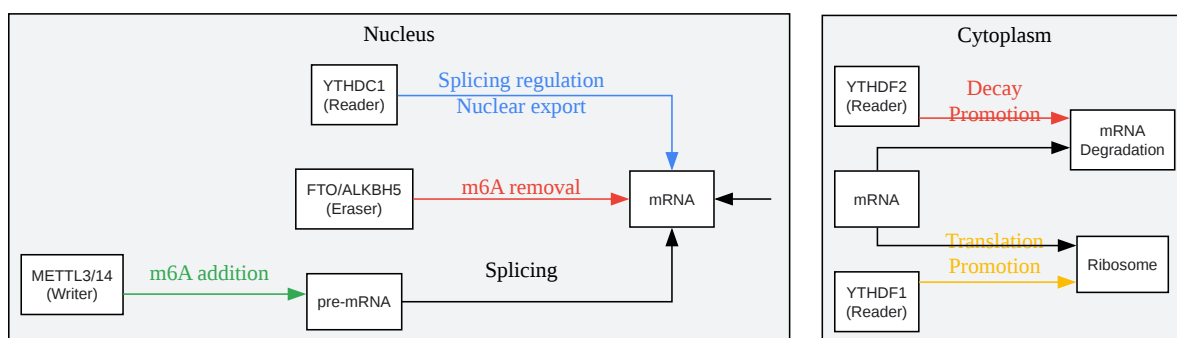 Nucleus
YTHDC1
(Reader)
Splicing regulation
Nuclear export
FTO/ALKBH5
(Eraser)
m6A removal
mRNA
METTL3/14
(Writer)
m6A addition
pre-mRNA
Splicing
Cytoplasm
YTHDF2
(Reader)
Decay
Promotion
mRNA
Degradation
mRNA
Translation
Promotion
Ribosome
YTHDF1
(Reader)